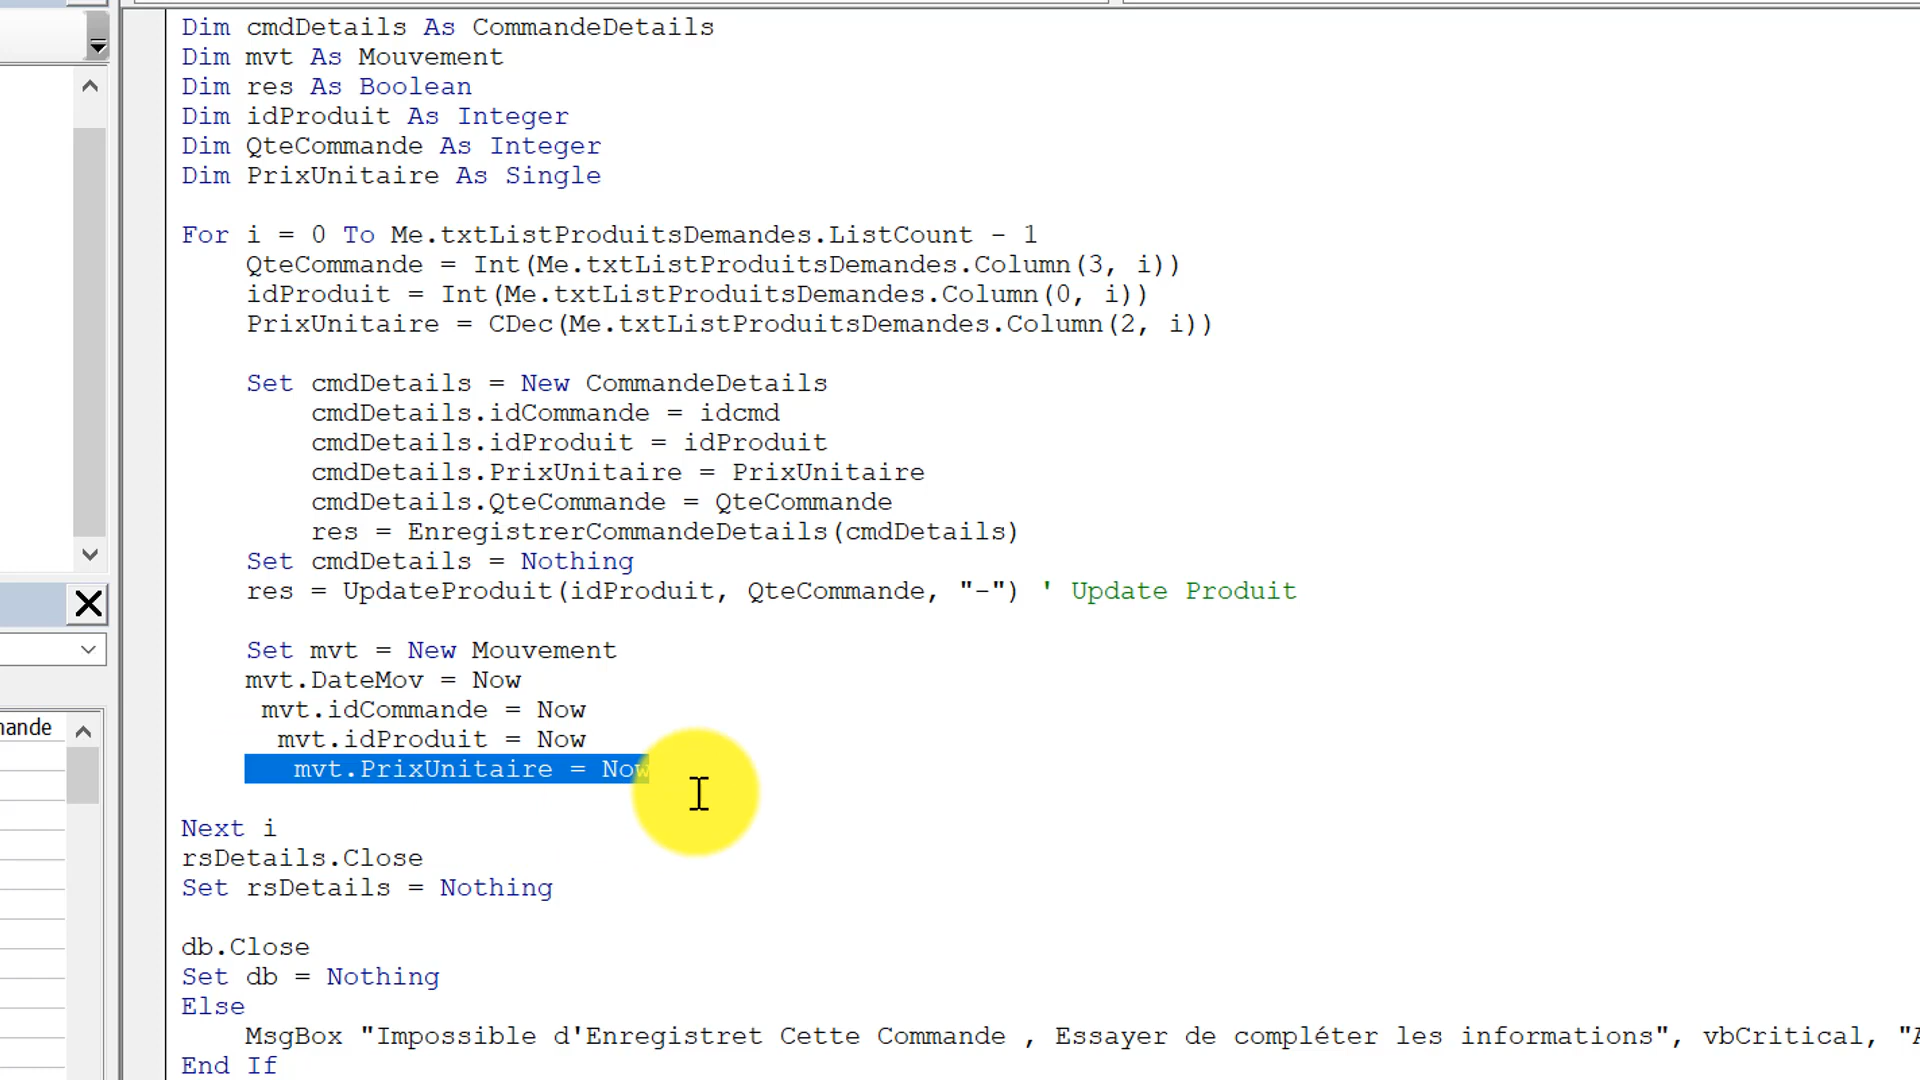 Dim cmdDetails As CommandeDetails
Dim mvt As Mouvement
Dim res As Boolean
Dim idProduit As Integer
Dim QteCommande As Integer
Dim PrixUnitaire As Single
For i = 0 To Me.txtListProduitsDemandes.ListCount - 1
QteCommande = Int(Me.txtListProduitsDemandes.Column(3, i))
idProduit = Int(Me.txtListProduitsDemandes.Column(0, i))
PrixUnitaire = CDec(Me.txtListProduitsDemandes.Column(2, i))
Set cmdDetails = New CommandeDetails
cmdDetails.idCommande = idcmd
cmdDetails.idProduit = idProduit
cmdDetails.PrixUnitaire = PrixUnitaire
cmdDetails.QteCommande = QteCommande
res = EnregistrerCommandeDetails(cmdDetails)
Set cmdDetails = Nothing
res = UpdateProduit(idProduit, QteCommande, "-") ' Update Produit
Set mvt = New Mouvement
mvt.DateMov = Now
mvt.idCommande = Now
mvt.idProduit = Now
mvt.PrixUnitaire = Now
Next i
rsDetails.Close
Set rsDetails = Nothing
db.Close
Set db = Nothing
Else
MsgBox "Impossible d'Enregistret Cette Commande , Essayer de compléter les informations", vbCritical, "A
End If